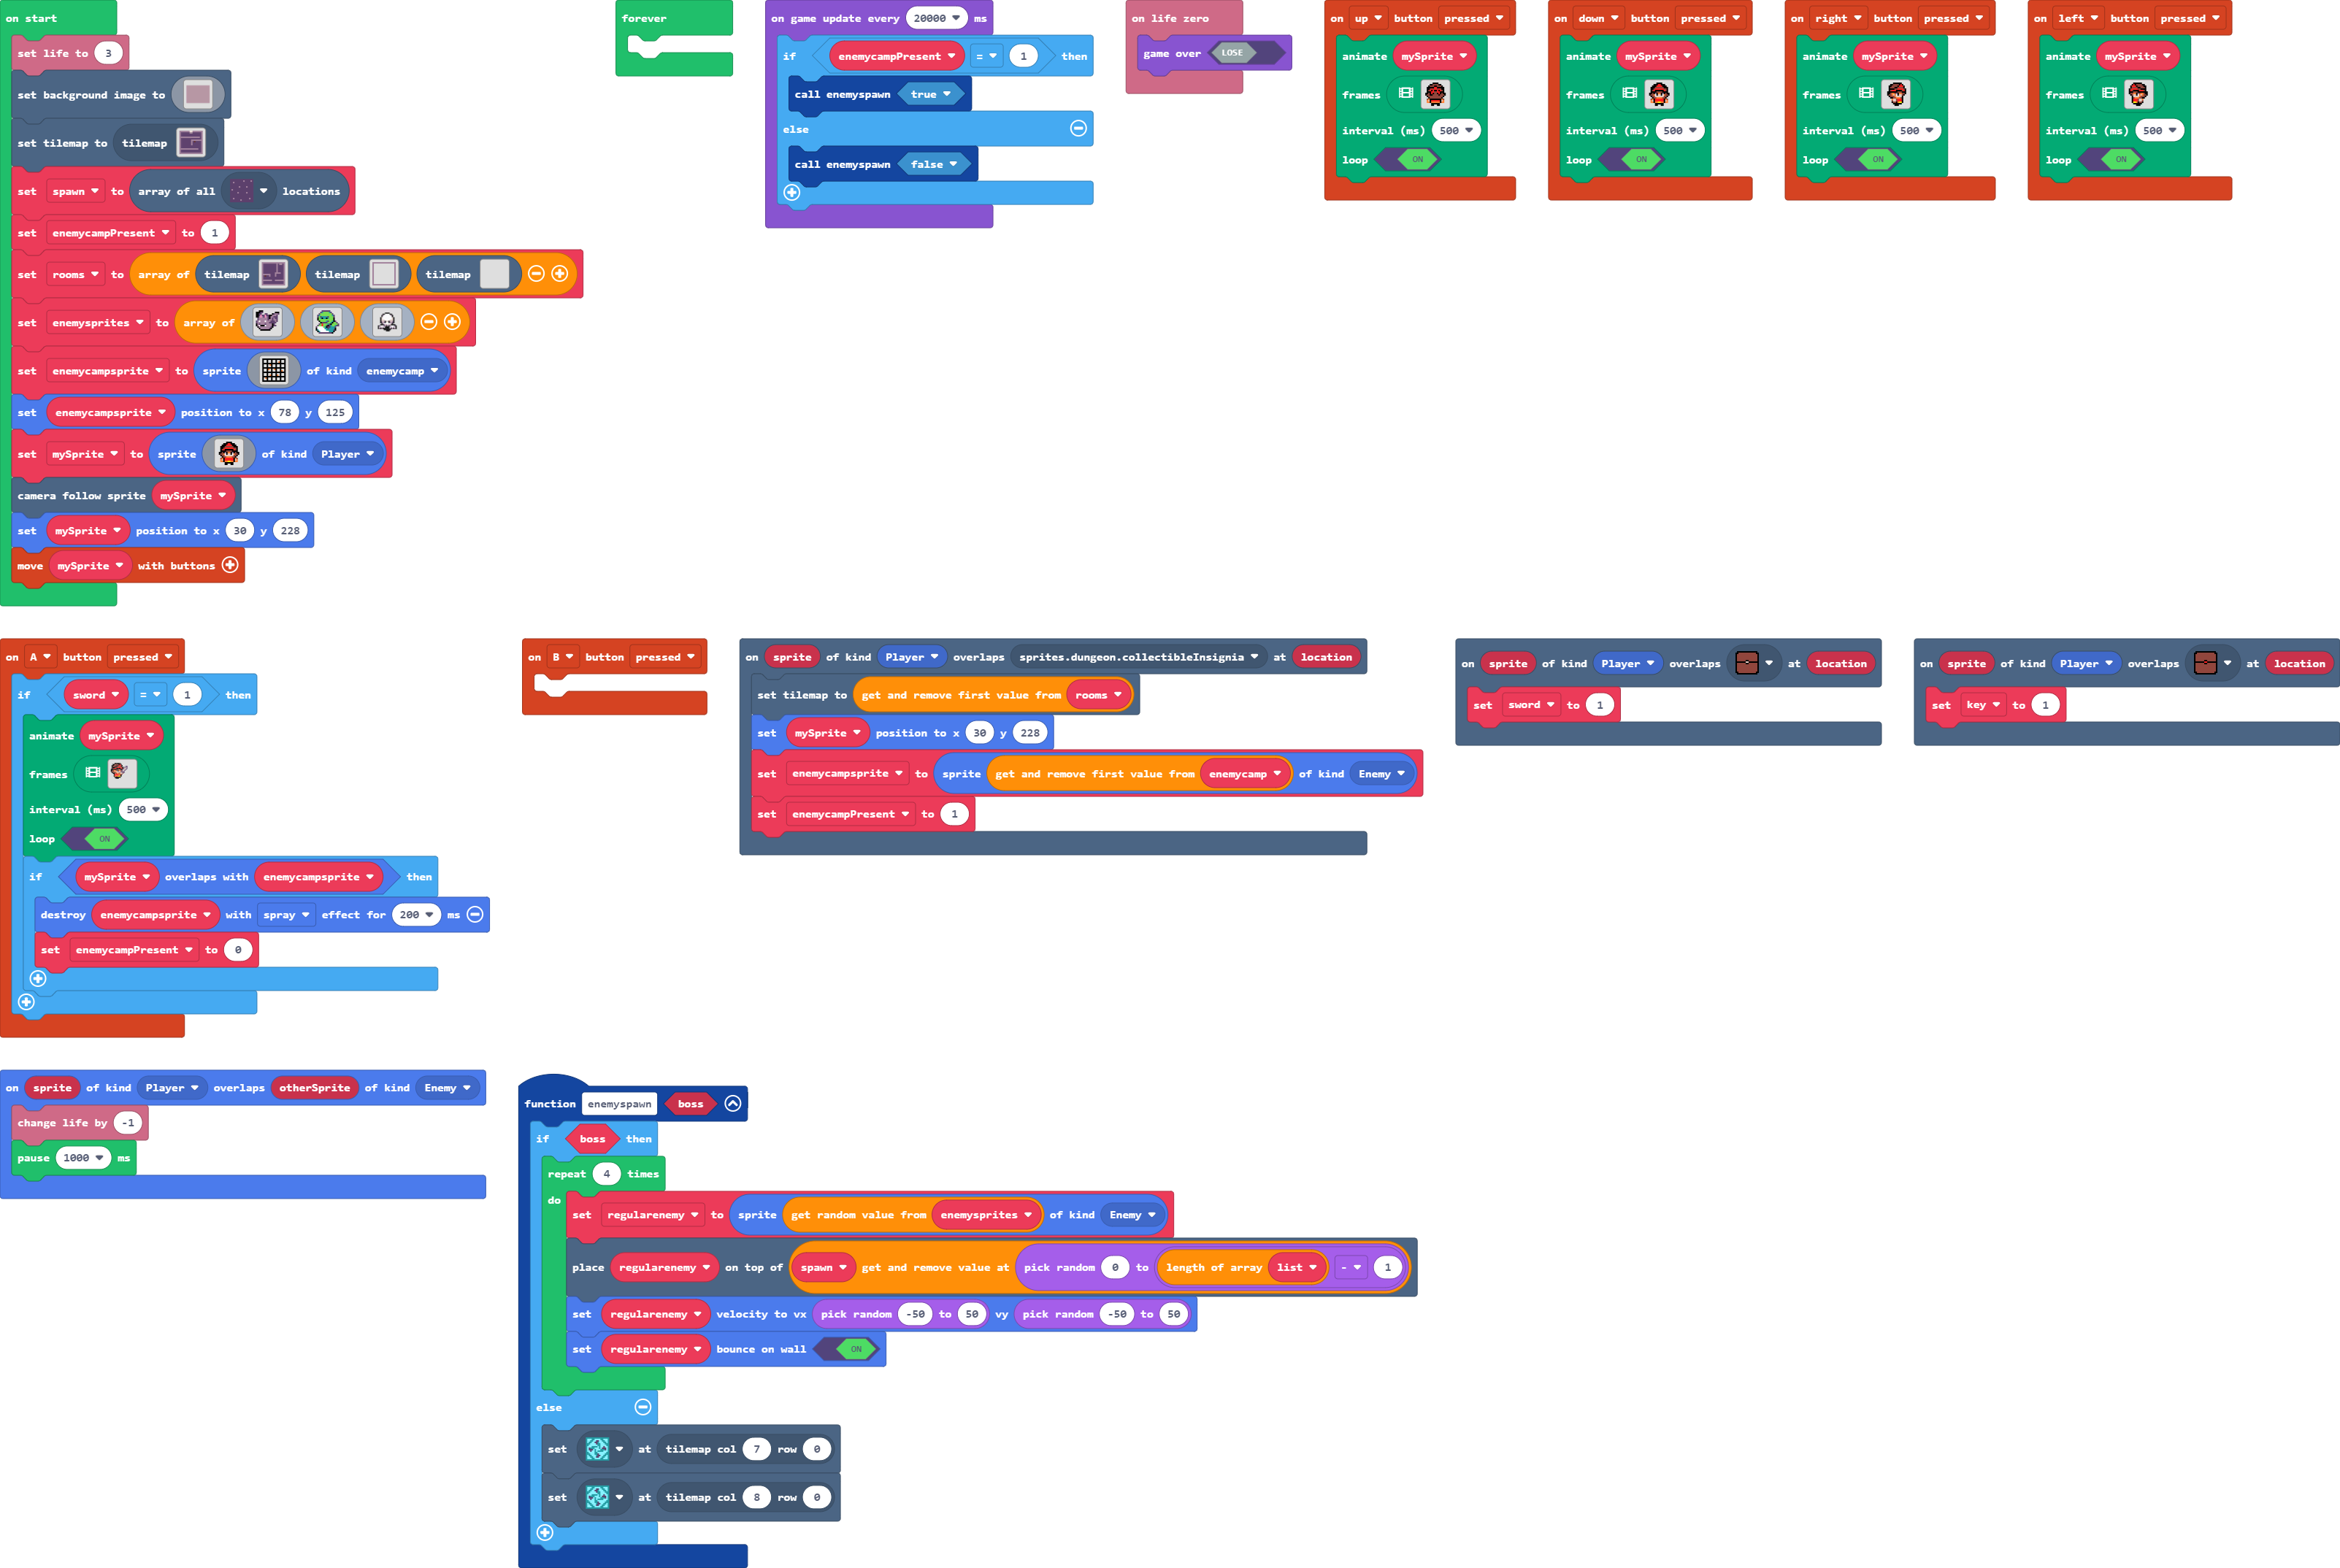 on start
set life to 3
set background image to
set tilemap to tilemap
set spawn to array of all locations
set enemycampPresent to 1
set rooms to array of tilemap tilemap tilemap
set enemysprites to array of
set enemycampsprite to sprite of kind enemycamp
set enemycampsprite position to x 78 y 125
set mySprite to sprite of kind Player
camera follow sprite mySprite
set mySprite position to x 30 y 228
move mySprite with buttons
forever
on game update every 20000 ms
if enemycampPresent = 1 then
call enemyspawn true
else
call enemyspawn false
on life zero
game over LOSE
on up button pressed
animate mySprite
frames
interval (ms) 500
loop ON
on down button pressed
animate mySprite
frames
interval (ms) 500
loop ON
on right button pressed
animate mySprite
frames
interval (ms) 500
loop ON
on left button pressed
animate mySprite
frames
interval (ms) 500
loop ON
on A button pressed
if sword = 1 then
animate mySprite
frames
interval (ms) 500
loop ON
if mySprite overlaps with enemycampsprite then
destroy enemycampsprite with spray effect for 200 ms
set enemycampPresent to 0
on B button pressed
on sprite of kind Player overlaps sprites.dungeon.collectibleInsignia at location
set tilemap to get and remove first value from rooms
set mySprite position to x 30 y 228
set enemycampsprite to sprite get and remove first value from enemycamp of kind Enemy
set enemycampPresent to 1
on sprite of kind Player overlaps at location
set sword to 1
on sprite of kind Player overlaps at location
set key to 1
on sprite of kind Player overlaps otherSprite of kind Enemy
change life by -1
pause 1000 ms
function enemyspawn boss
if boss then
repeat 4 times
do
set regularenemy to sprite get random value from enemysprites of kind Enemy
place regularenemy on top of spawn get and remove value at pick random 0 to length of array list - 1
set regularenemy velocity to vx pick random -50 to 50 vy pick random -50 to 50
set regularenemy bounce on wall ON
else
set at tilemap col 7 row 0
set at tilemap col 8 row 0